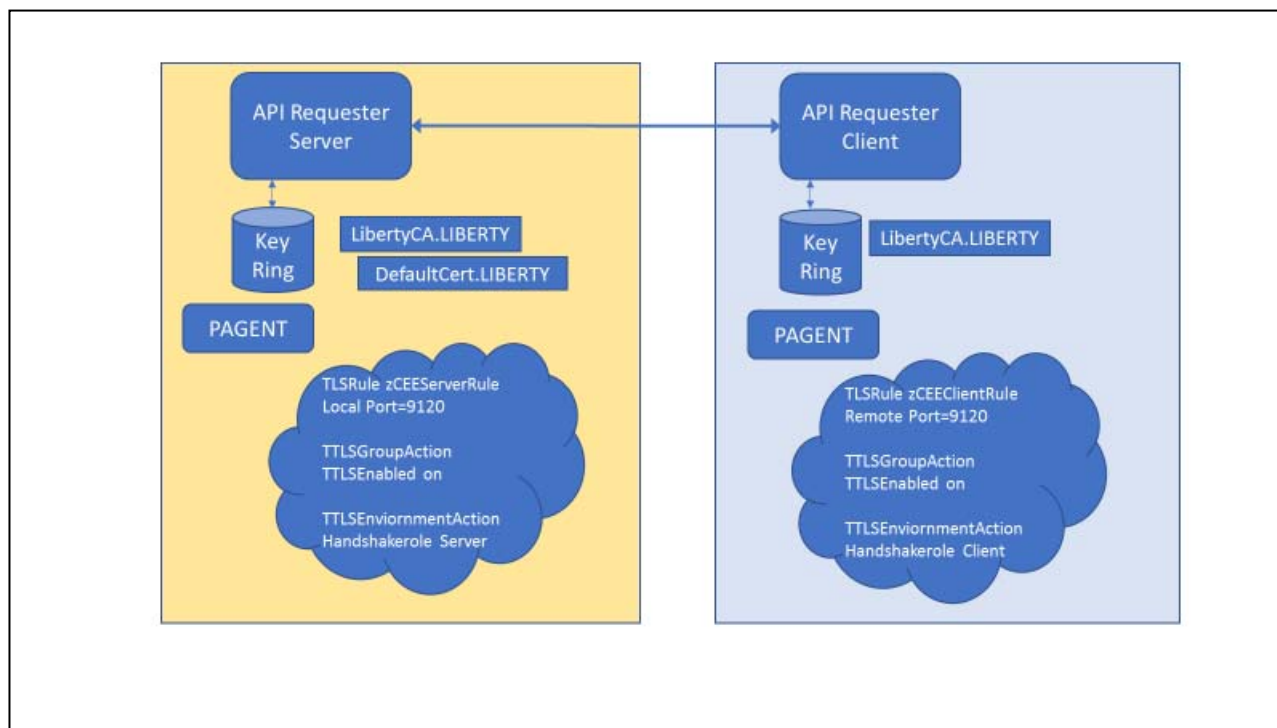 API Requester
Server
API Requester
Client
Key
Ring
LibertyCA.LIBERTY
DefaultCert.LIBERTY
Key
Ring
LibertyCA.LIBERTY
PAGENT
PAGENT
TLSRule zCEEServerRule
Local Port=9120
TTLSGroupAction
TTLSEnabled on
TTLSEnviornmentAction
Handshakerole Server
TLSRule zCEEClientRule
Remote Port=9120
TTLSGroupAction
TTLSEnabled on
TTLSEnviornmentAction
Handshakerole Client